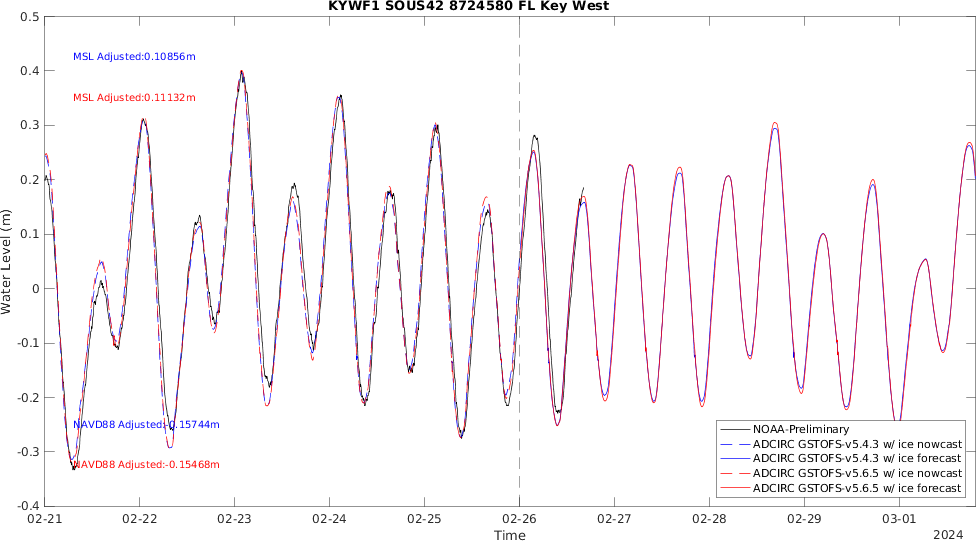 KYWF1 SOUS42 8724580 FL Key West
0.5
0.4
0.3
0.2
0.1
0
-0.1
-0.2
-0.3
-0.4
Water Level (m)
MSL Adjusted:0.10856m
MSL Adjusted:0.11132m
NAVD88 Adjusted:-0.15744m
NAVD88 Adjusted:-0.15468m
NOAA-Preliminary
ADCIRC GSTOFS-v5.4.3 w/ ice nowcast
ADCIRC GSTOFS-v5.4.3 w/ ice forecast
ADCIRC GSTOFS-v5.6.5 w/ ice nowcast
ADCIRC GSTOFS-v5.6.5 w/ ice forecast
02-21 02-22 02-23 02-24 02-25 02-26 02-27 02-28 02-29 03-01
Time
2024